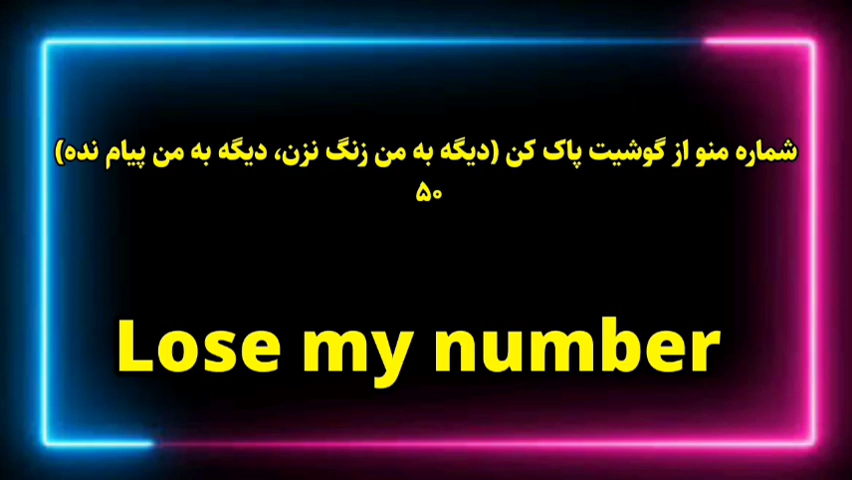 شماره منو از گوشیت پاک کن (دیگه به من زنگ نزن، دیگه به من پیام نده)
۵۰
Lose my number